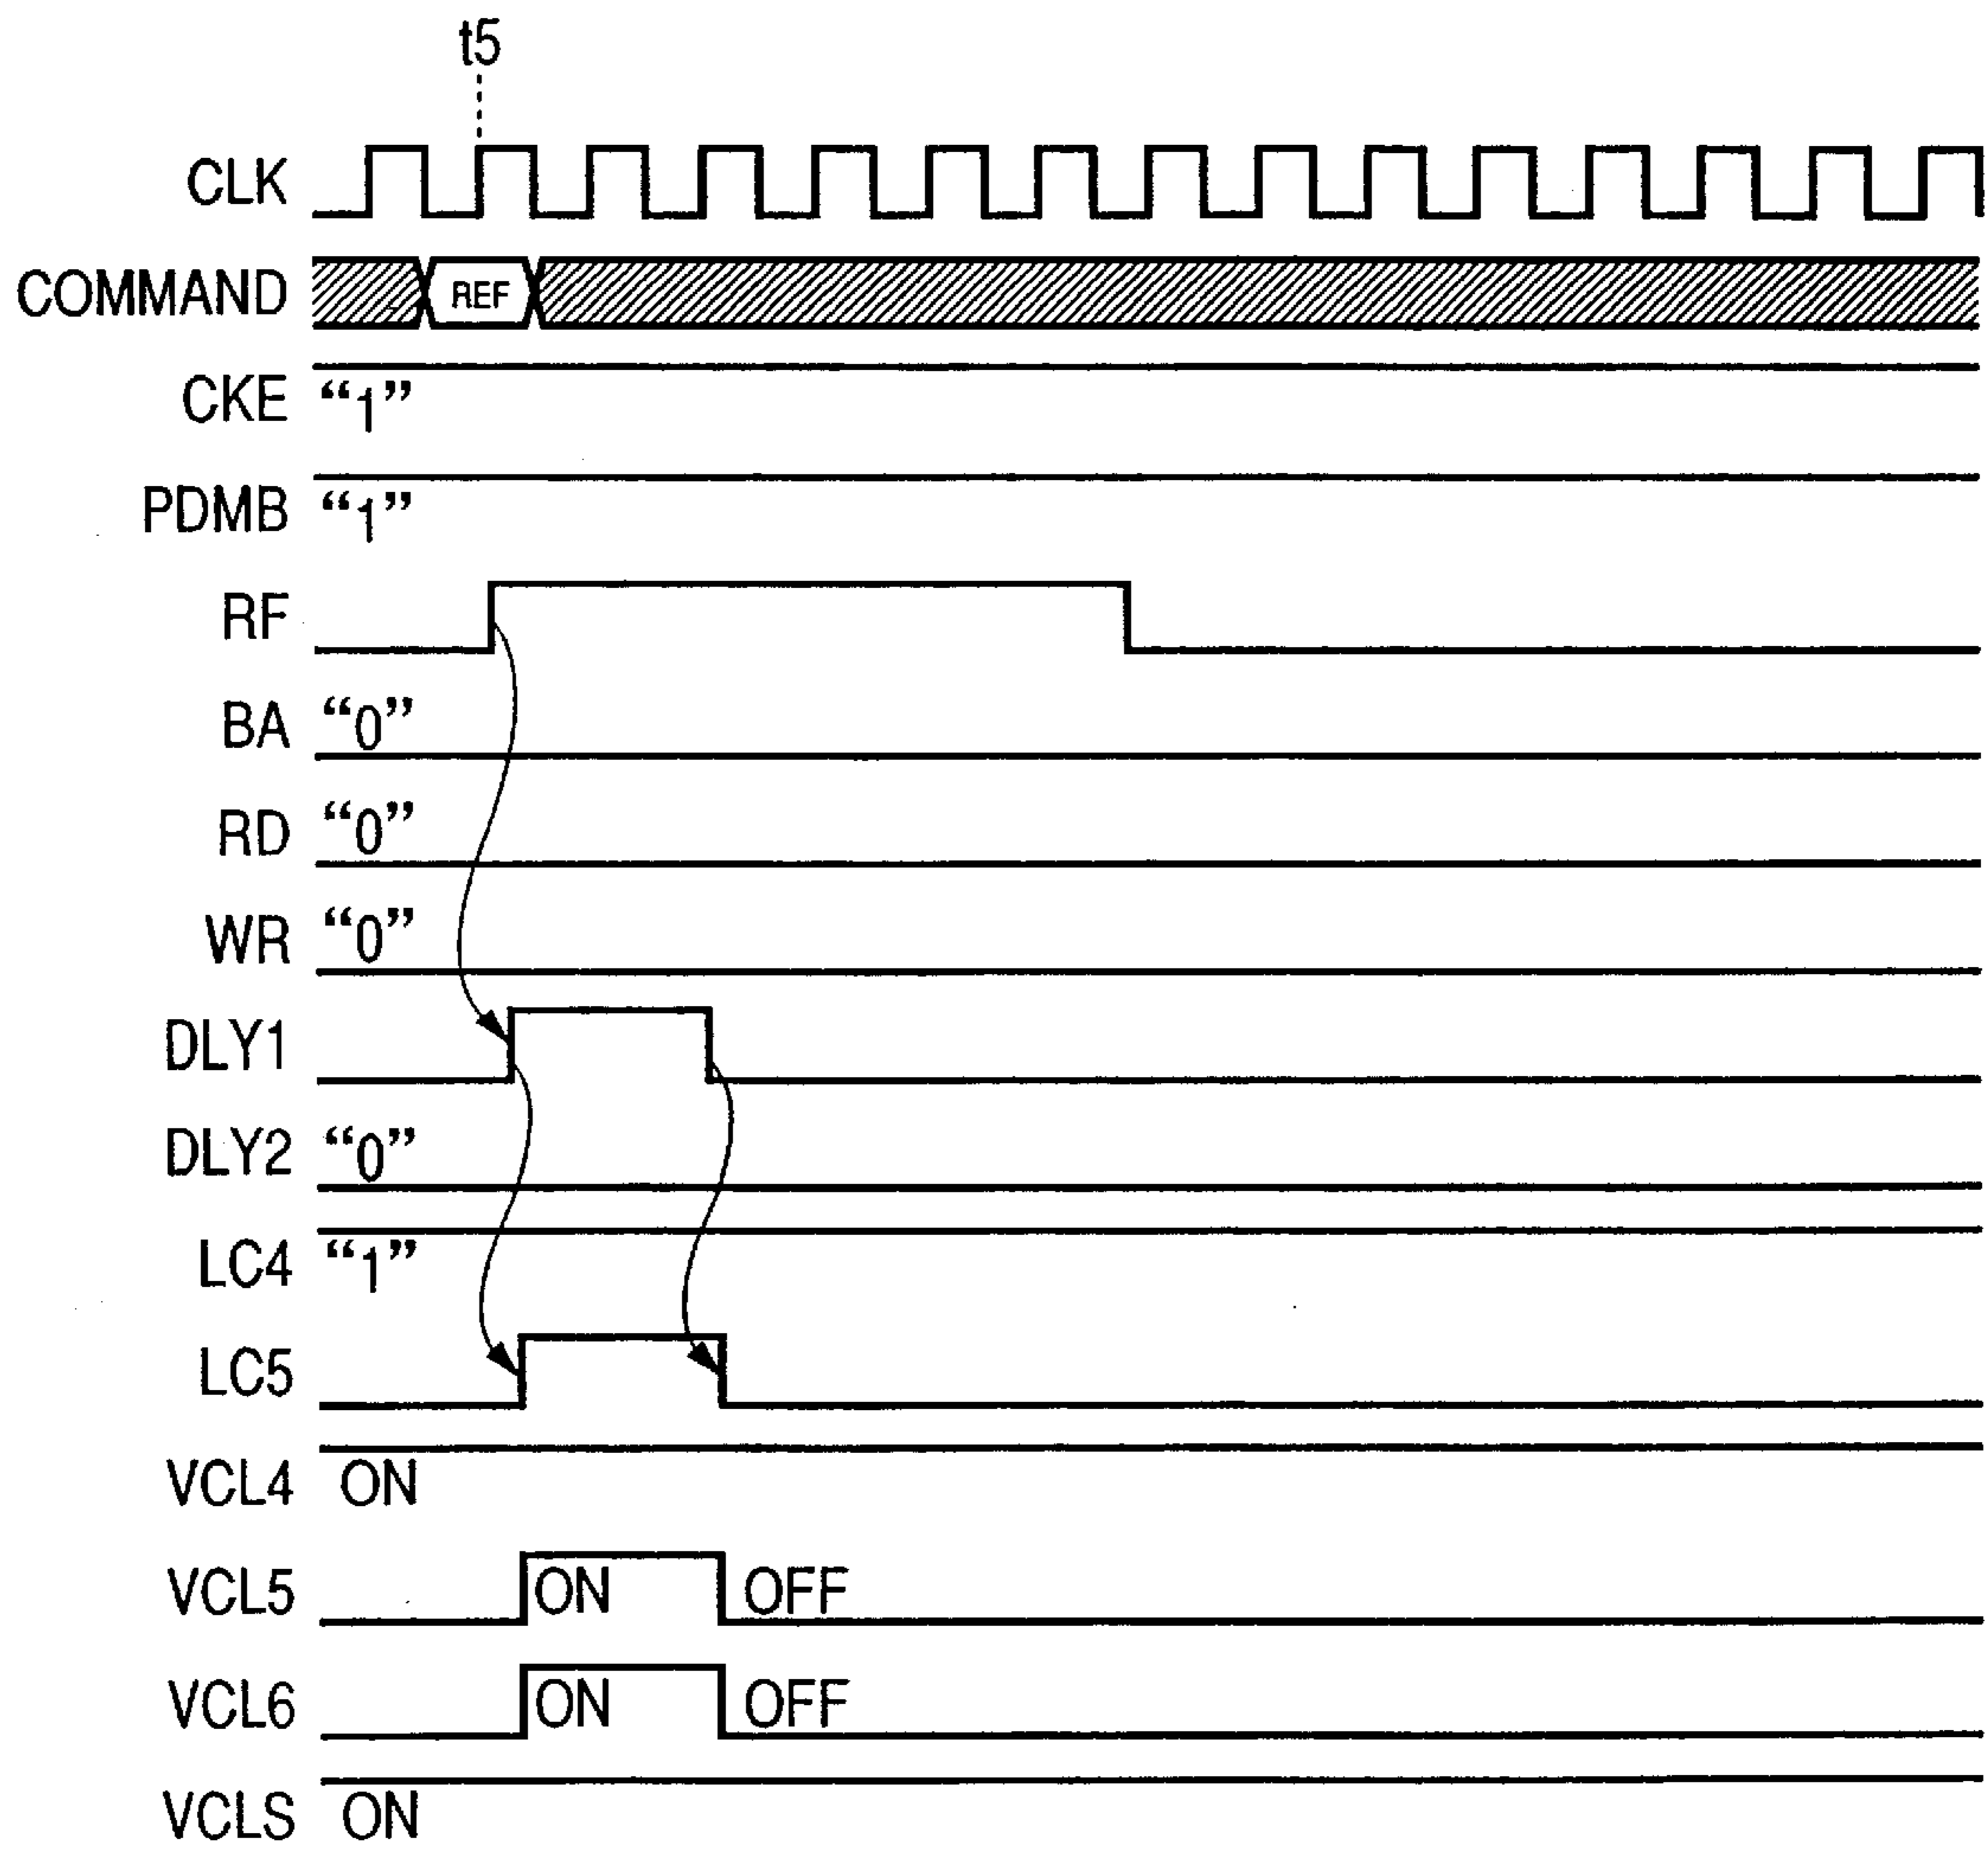 t5
CLK
COMMAND REF
CKE “1”
PDMB “1”
RF
BA “0”
RD “0”
WR “0”
DLY1
DLY2 “0”
LC4 “1”
LC5
VCL4 ON
VCL5 ON OFF
VCL6 ON OFF
VCLS ON